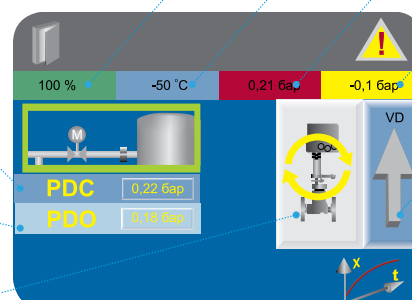 !
100 %
-50 °C
0,21 бар
-0,1 бар
VD
M
PDC 0,22 бар
PDO 0,18 бар
x
t